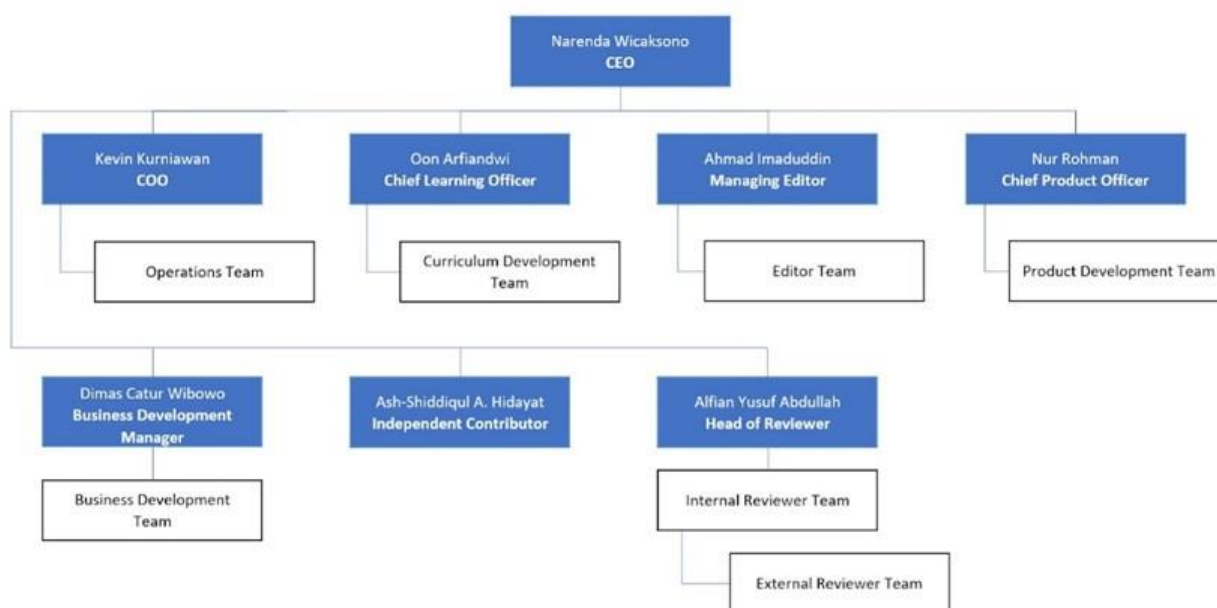 Narenda Wicaksono
CEO
Kevin Kurniawan
COO
Oon Arfiandwi
Chief Learning Officer
Ahmad Imaduddin
Managing Editor
Nur Rohman
Chief Product Officer
Operations Team
Curriculum Development
Team
Editor Team
Product Development Team
Dimas Catur Wibowo
Business Development
Manager
Ash-Shiddiqul A. Hidayat
Independent Contributor
Alfian Yusuf Abdullah
Head of Reviewer
Business Development
Team
Internal Reviewer Team
External Reviewer Team